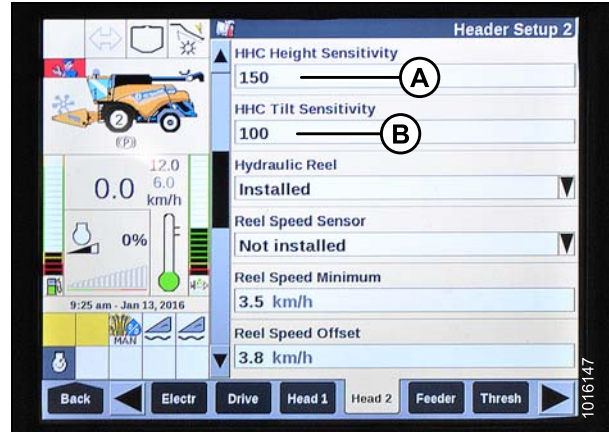 Header Setup 2
HHC Height Sensitivity
150
A
HHC Tilt Sensitivity
100
B
Hydraulic Reel
Installed
Reel Speed Sensor
Not installed
Reel Speed Minimum
3.5 km/h
Reel Speed Offset
3.8 km/h
2
(P)
12.0
0.0 6.0
km/h
0%
9:25 am - Jan 13, 2016
MAN
Back Electr Drive Head 1 Head 2 Feeder Thresh
1016147